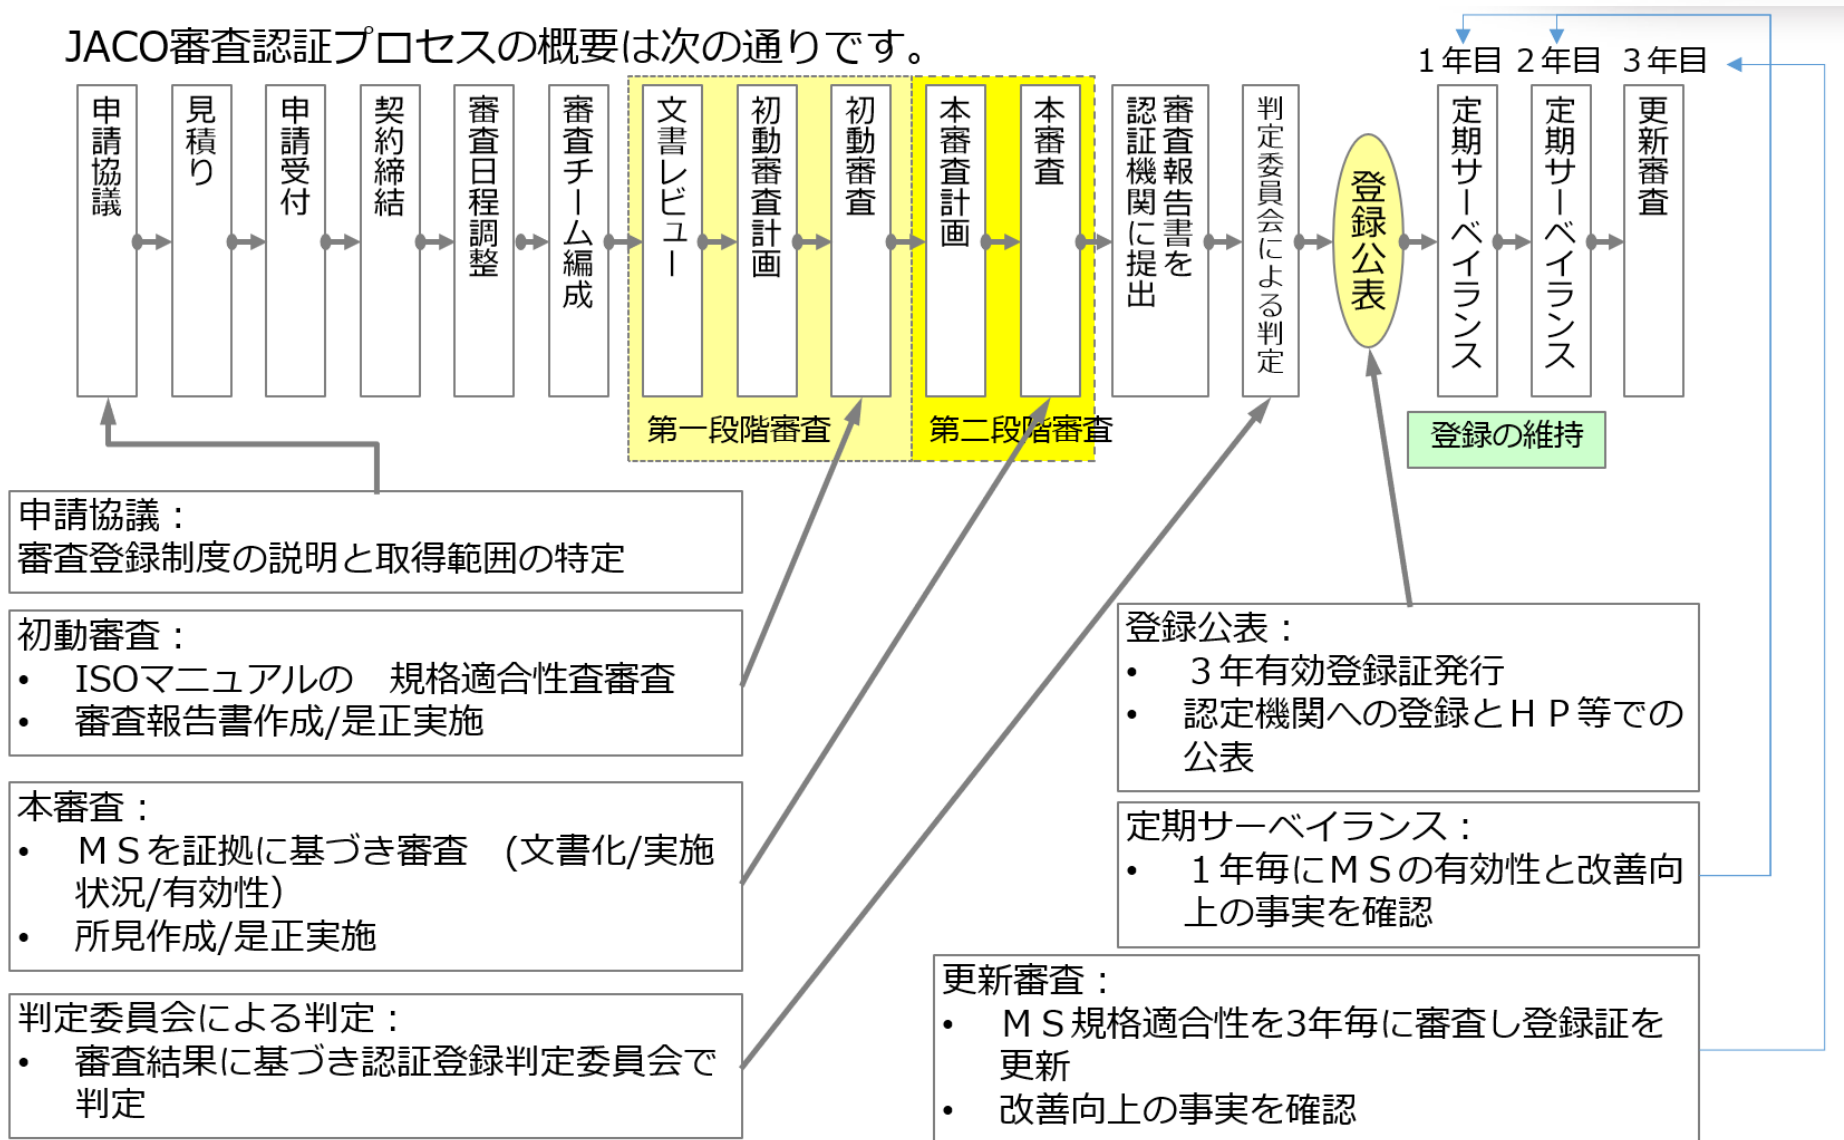 JACO審査認証プロセスの概要は次の通りです。
１年目
２年目
３年目
申請協議
見積り
申請受付
契約締結
審査日程調整
審査チーム編成
文書レビュー
初動審査計画
初動審査
本審査計画
本審査
審査報告書を
認証機関に提出
判定委員会による判定
登録公表
定期サーベイランス
定期サーベイランス
更新審査
第一段階審査
第二段階審査
登録の維持
申請協議：
審査登録制度の説明と取得範囲の特定
初動審査：
• ISOマニュアルの　規格適合性査審査
• 審査報告書作成/是正実施
本審査：
• ＭＳを証拠に基づき審査　(文書化/実施
状況/有効性）
• 所見作成/是正実施
判定委員会による判定：
• 審査結果に基づき認証登録判定委員会で
判定
登録公表：
• ３年有効登録証発行
• 認定機関への登録とＨＰ等での
公表
定期サーベイランス：
• １年毎にＭＳの有効性と改善向
上の事実を確認
更新審査：
• ＭＳ規格適合性を3年毎に審査し登録証を
更新
• 改善向上の事実を確認